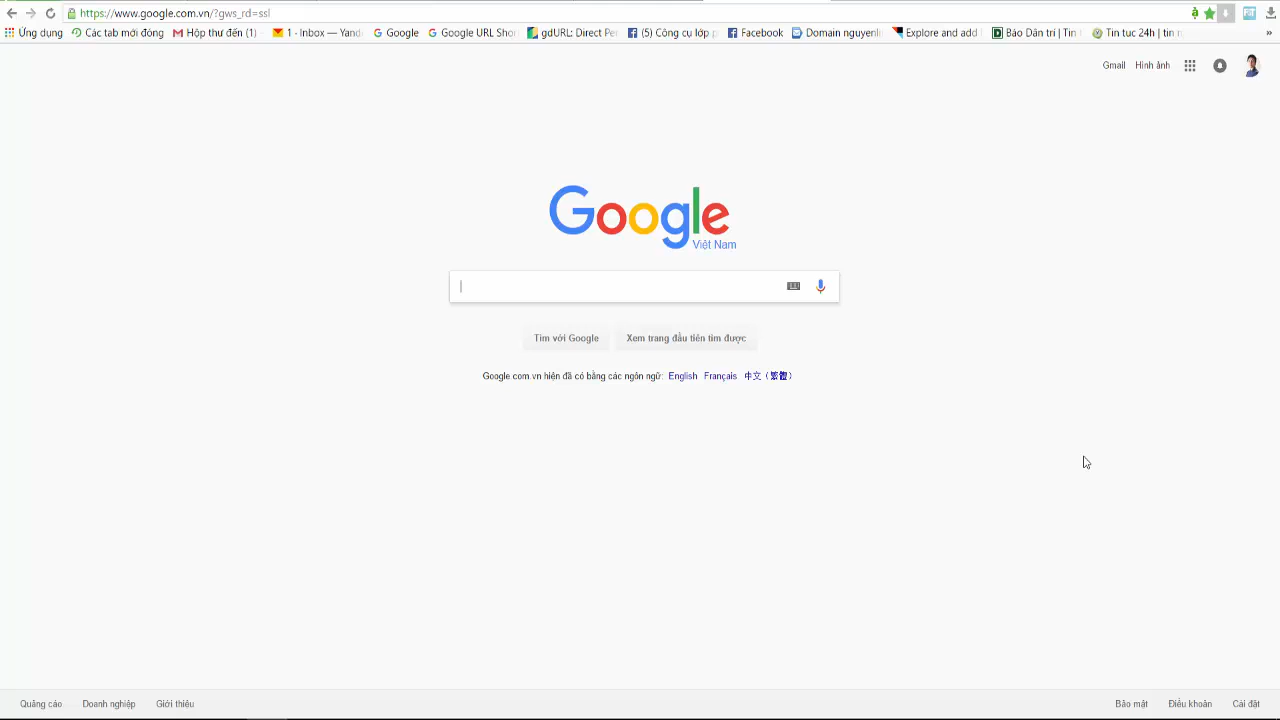 https://www.google.com.vn/?gws_rd=ssl
Ứng dụng Các tab mới đóng Hộp thư đến (1) 1 - Inbox — Yand Google Google URL Sho gdURL: Direct Pe (5) Công cụ lớp p Facebook Domain nguyenl Explore and add Báo Dân trí | Tin Tin tuc 24h | tin n »
Gmail Hình ảnh
Google
Việt Nam
Tìm với Google Xem trang đầu tiên tìm được
Google.com.vn hiện đã có bằng các ngôn ngữ: English Français 中文（繁體）
Quảng cáo Doanh nghiệp Giới thiệu Bảo mật Điều khoản Cài đặt